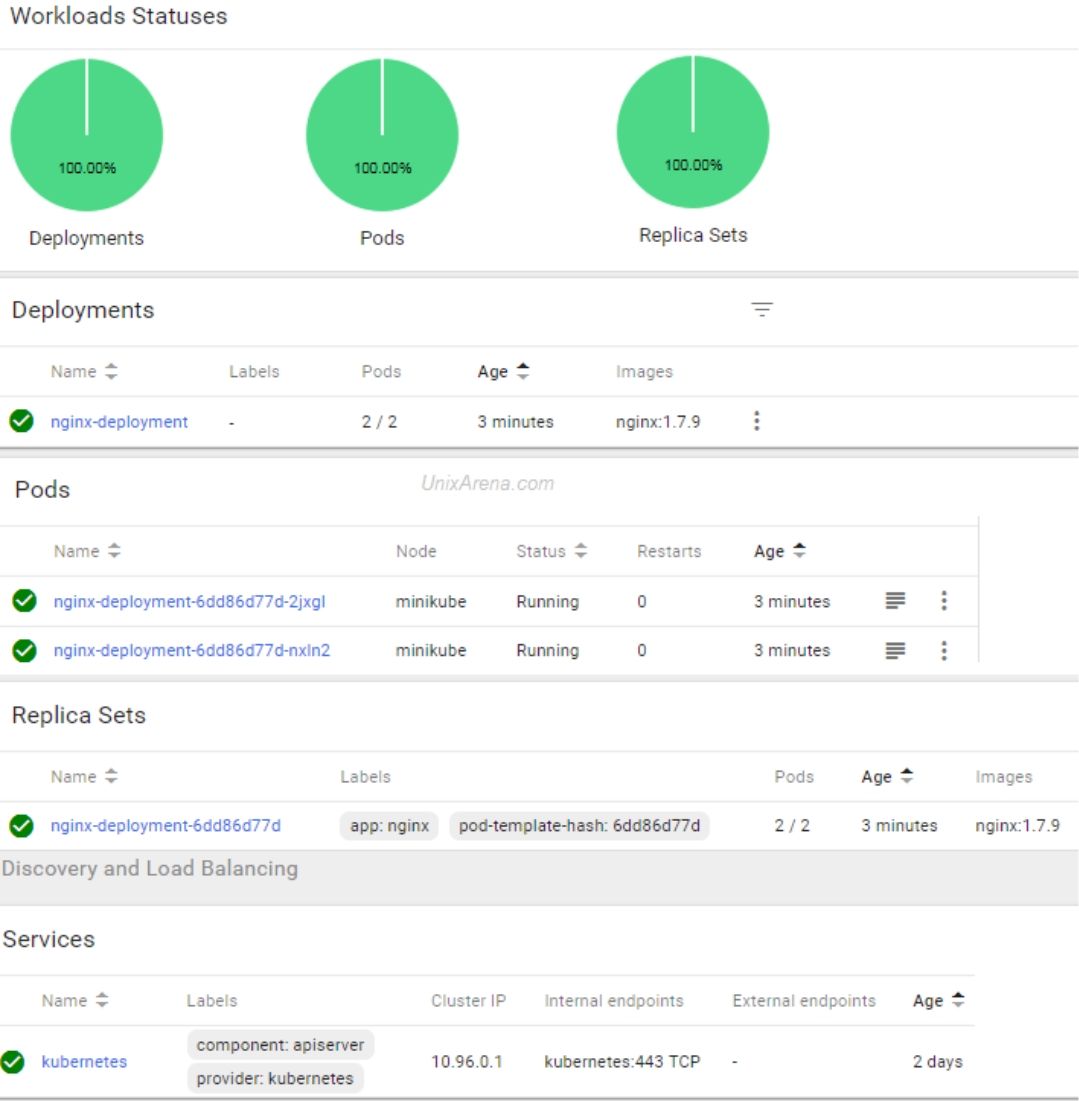 Workloads Statuses
100.00% 100.00% 100.00%
Deployments Pods Replica Sets
Deployments
Name Labels Pods Age Images
nginx-deployment - 2 / 2 3 minutes nginx:1.7.9
Pods
UnixArena.com
Name Node Status Restarts Age
nginx-deployment-6dd86d77d-2jxgl minikube Running 0 3 minutes
nginx-deployment-6dd86d77d-nxln2 minikube Running 0 3 minutes
Replica Sets
Name Labels Pods Age Images
nginx-deployment-6dd86d77d app: nginx pod-template-hash: 6dd86d77d 2 / 2 3 minutes nginx:1.7.9
Discovery and Load Balancing
Services
Name Labels Cluster IP Internal endpoints External endpoints Age
component: apiserver
kubernetes 10.96.0.1 kubernetes:443 TCP - 2 days
provider: kubernetes